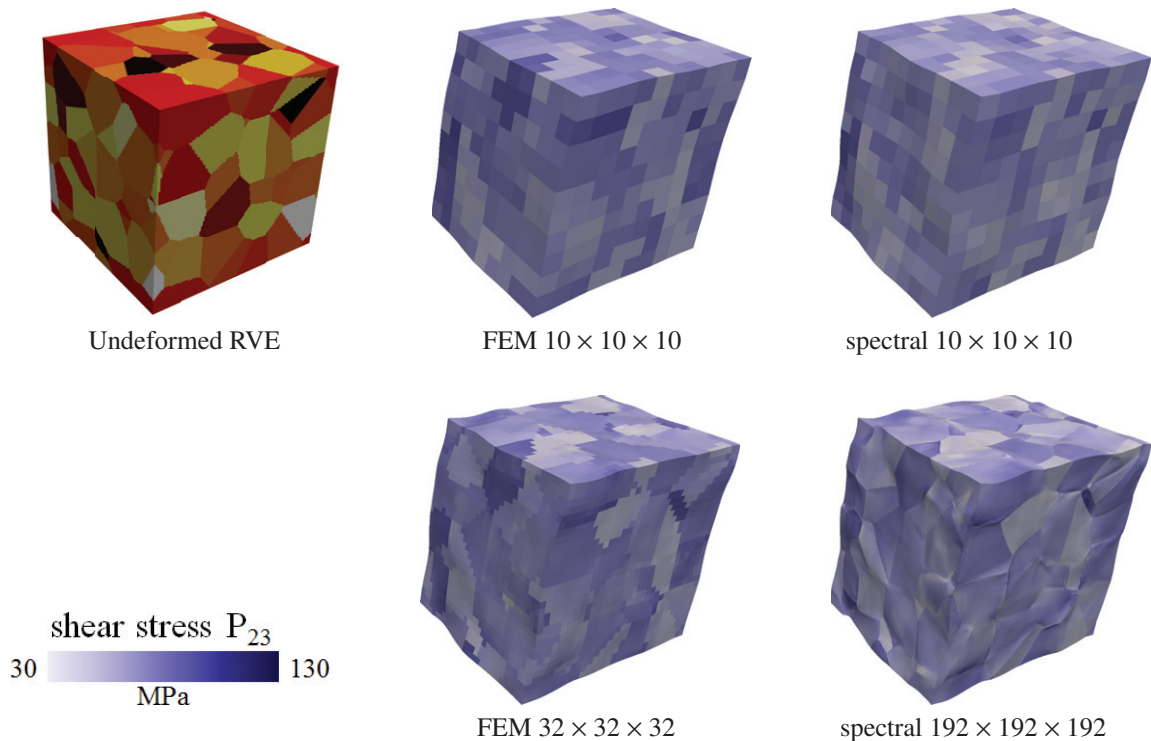 Undeformed RVE
FEM 10 × 10 × 10
spectral 10 × 10 × 10
shear stress P₂₃
30
130
MPa
FEM 32 × 32 × 32
spectral 192 × 192 × 192